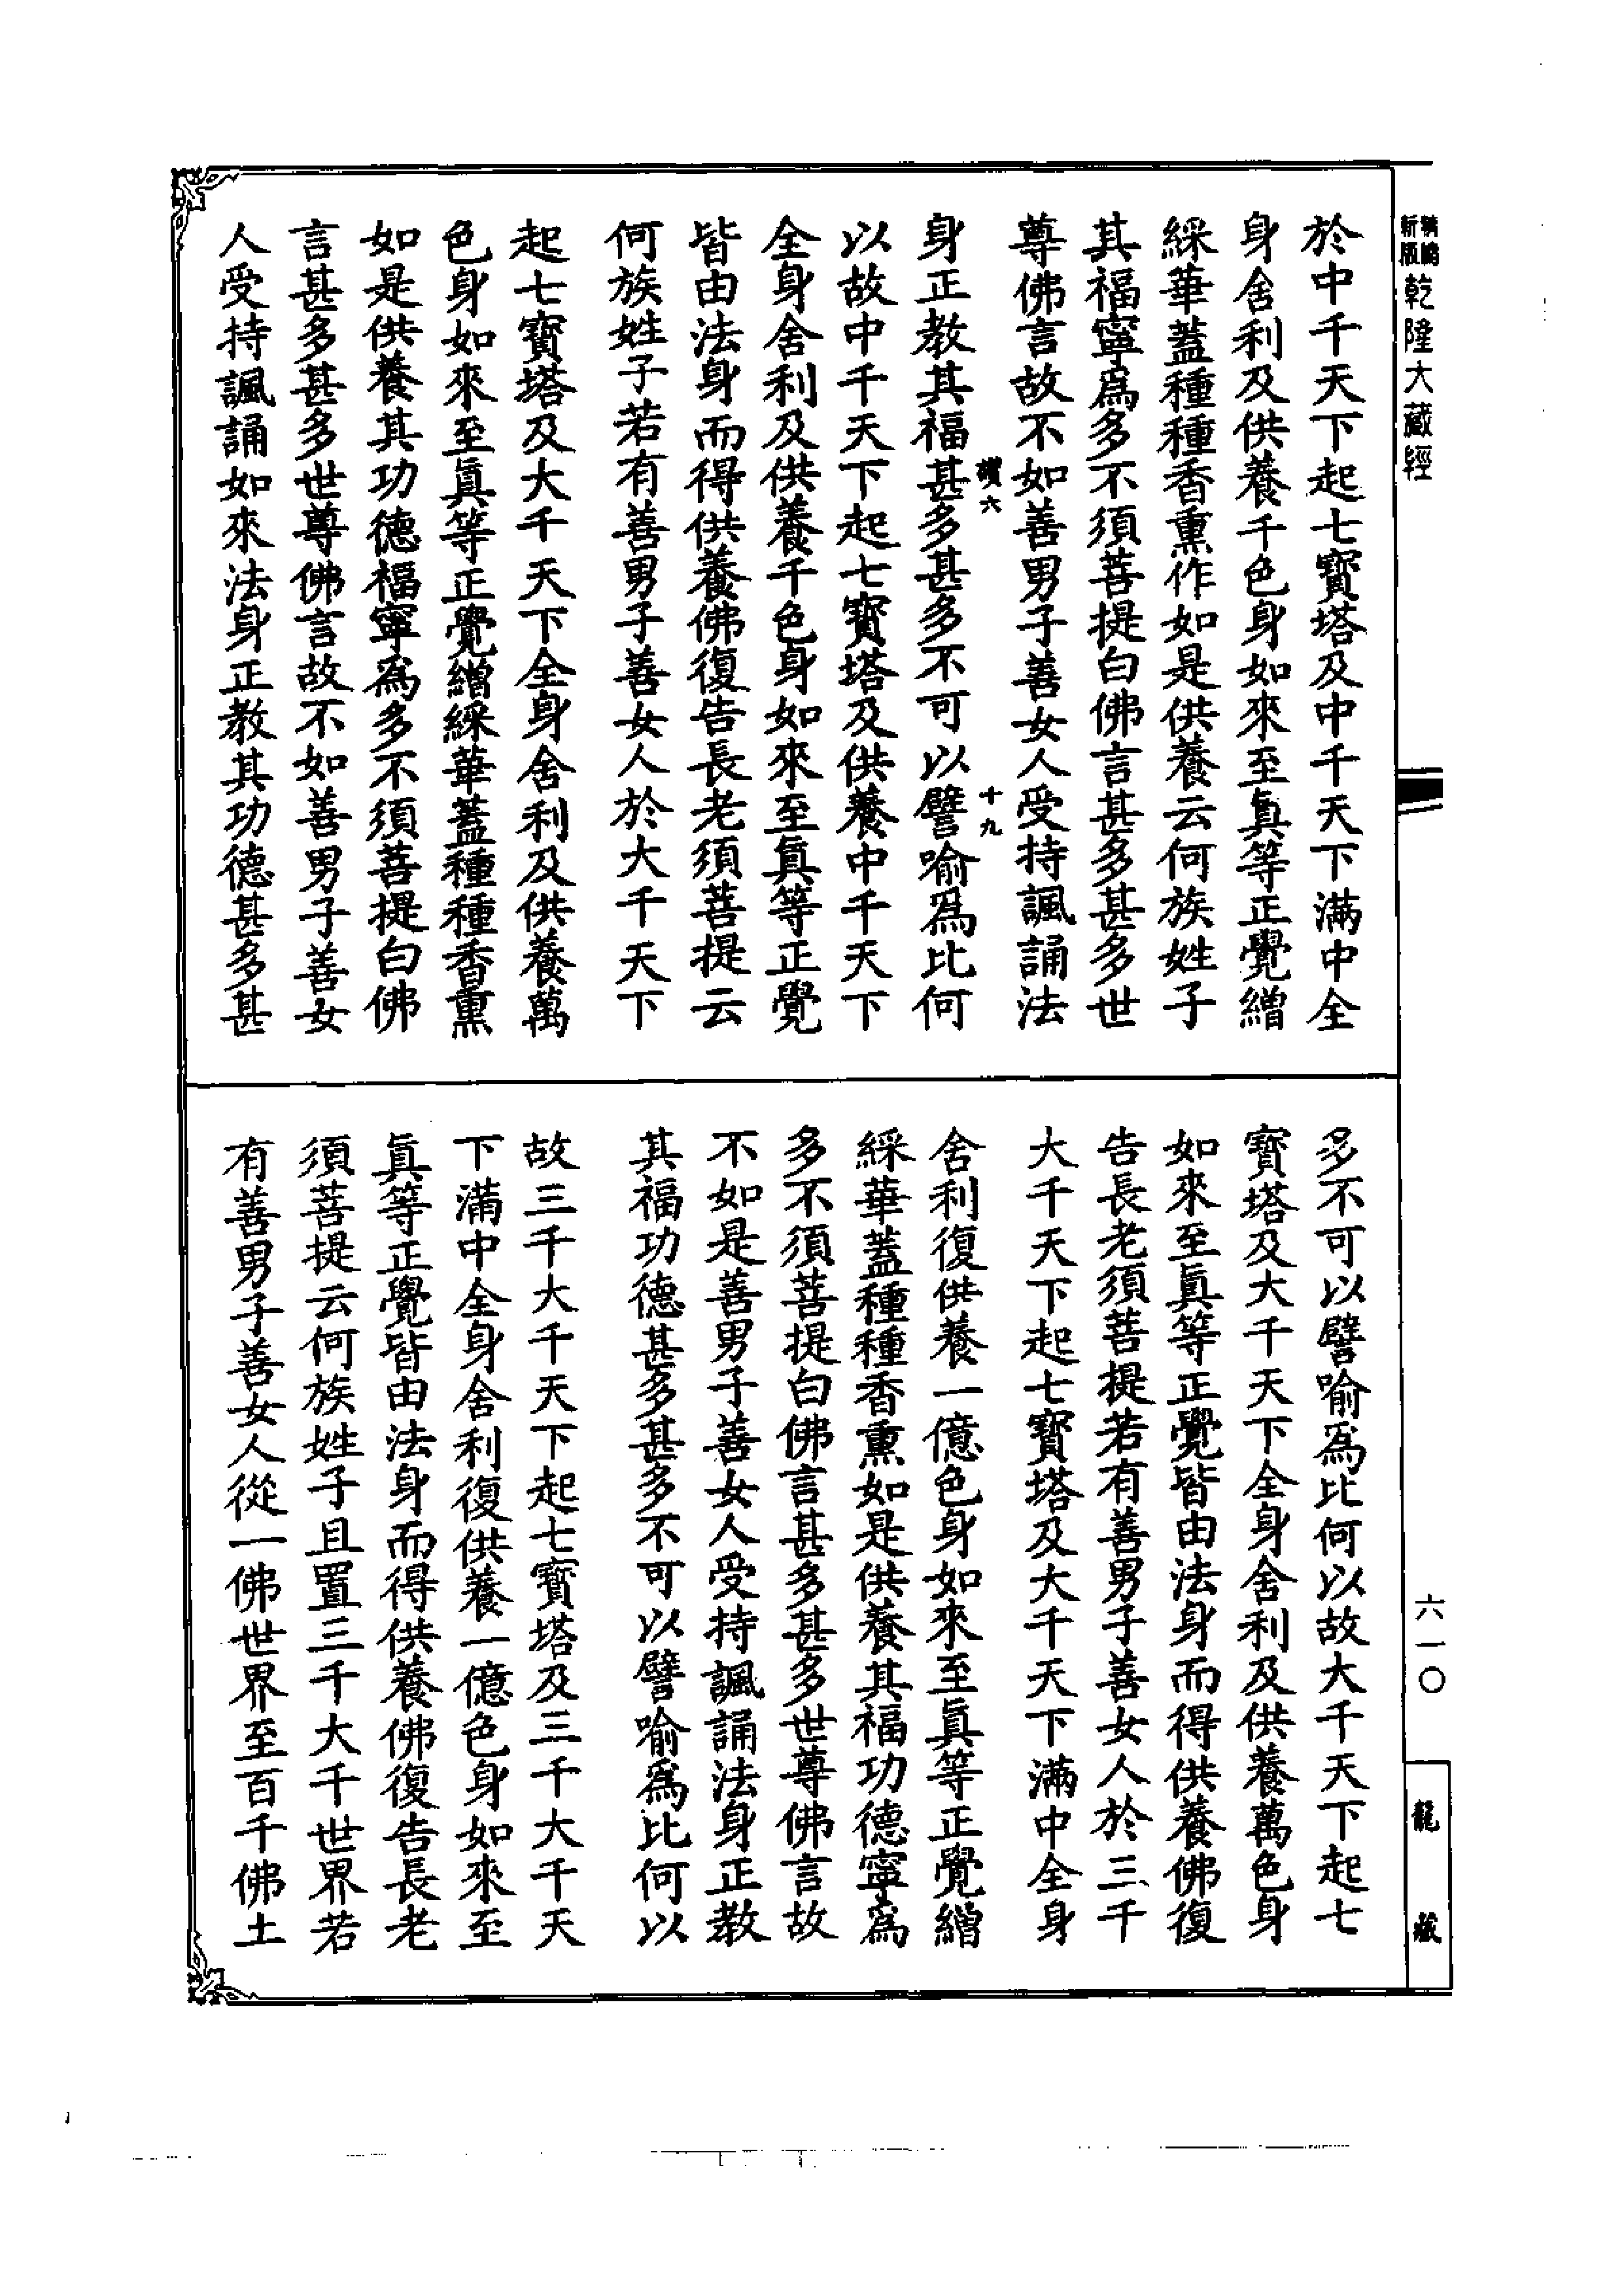 新版
乾隆大藏經
於中千天下起七寶塔及中千天下滿中全
身舍利及供養千色身如來至眞等正覺繒
綵華蓋種種香熏作如是供養云何族姓子
其福寧爲多不須菩提白佛言甚多甚多世
尊佛言故不如善男子善女人受持諷誦法
六
十九
身正教其福甚多甚多不可以譬喻爲比何
以故中千天下起七寶塔及供養中千天下
全身舍利及供養千色身如來至眞等正覺
皆由法身而得供養佛復告長老須菩提云
何族姓子若有善男子善女人於大千天下
起七寶塔及大千天下全身舍利及供養萬
色身如來至眞等正覺繒綵華蓋種種香熏
如是供養其功德福寧爲多不須菩提白佛
言甚多甚多世尊佛言故不如善男子善女
人受持諷誦如來法身正教其功德甚多甚
多不可以譬喻爲比何以故大千天下起七
寶塔及大千天下全身舍利及供養萬色身
如來至眞等正覺皆由法身而得供養佛復
告長老須菩提若有善男子善女人於三千
大千天下起七寶塔及大千天下滿中全身
舍利復供養一億色身如來至眞等正覺繒
綵華蓋種種香熏如是供養其福功德寧爲
多不須菩提白佛言甚多甚多世尊佛言故
不如是善男子善女人受持諷誦法身正教
其福功德甚多甚多不可以譬喻爲比何以
故三千大千天下起七寶塔及三千大千天
下滿中全身舍利復供養一億色身如來至
眞等正覺皆由法身而得供養佛復告長老
須菩提云何族姓子且置三千大千世界若
有善男子善女人從一佛世界至百千佛土
六一〇
龍藏